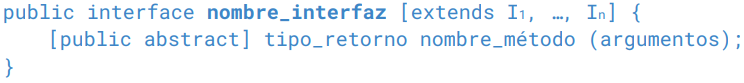 public interface nombre_interfaz [extends I₁, …, Iₙ] {
[public abstract] tipo_retorno nombre_método (argumentos);
}